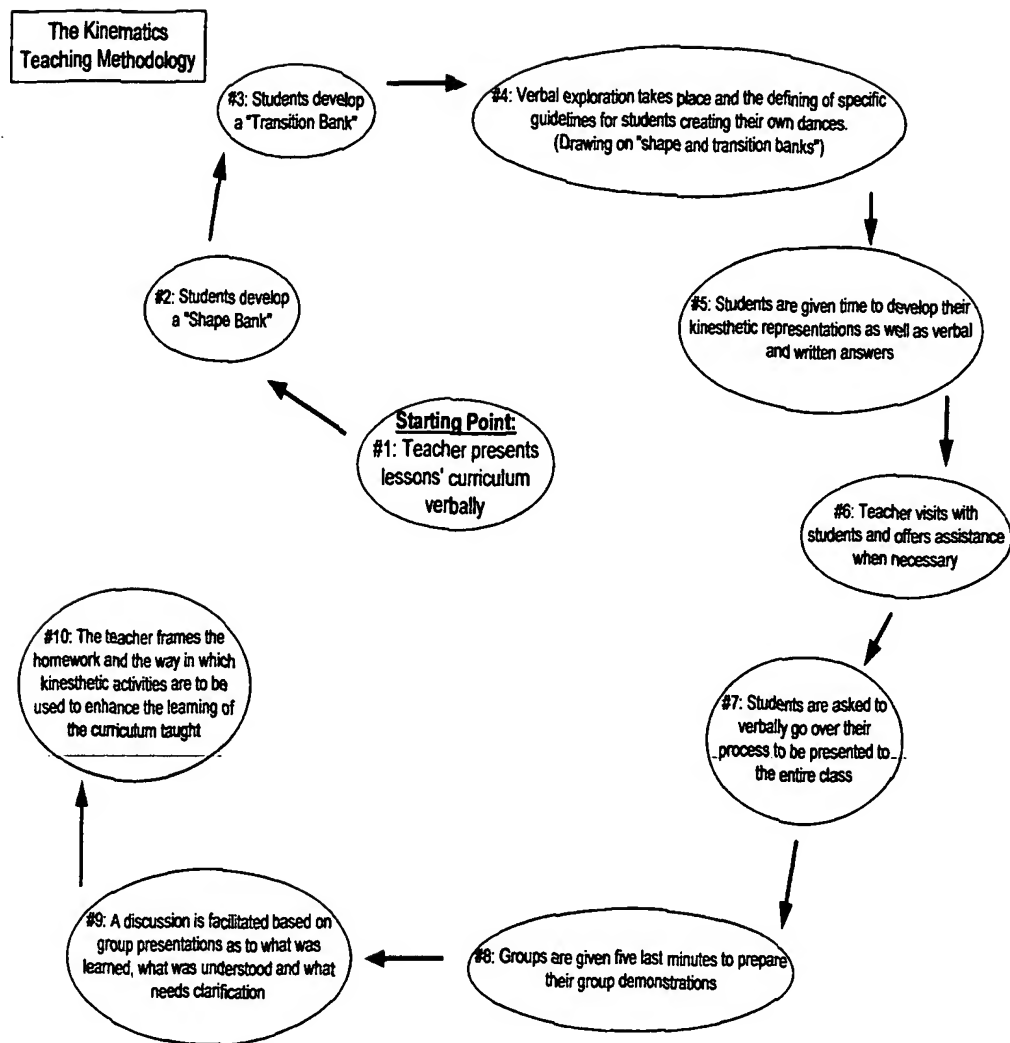 The Kinematics
Teaching Methodology
Starting Point:
#1: Teacher presents
lessons' curriculum
verbally
#2: Students develop
a "Shape Bank"
#3: Students develop
a "Transition Bank"
#4: Verbal exploration takes place and the defining of specific
guidelines for students creating their own dances.
(Drawing on "shape and transition banks")
#5: Students are given time to develop their
kinesthetic representations as well as verbal
and written answers
#6: Teacher visits with
students and offers assistance
when necessary
#7: Students are asked to
verbally go over their
process to be presented to
the entire class
#8: Groups are given five last minutes to prepare
their group demonstrations
#9: A discussion is facilitated based on
group presentations as to what was
learned, what was understood and what
needs clarification
#10: The teacher frames the
homework and the way in which
kinesthetic activities are to be
used to enhance the learning of
the curriculum taught